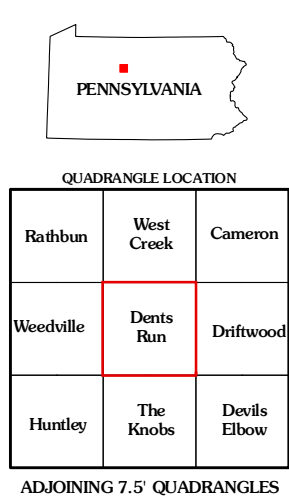 PENNSYLVANIA
QUADRANGLE LOCATION
Rathbun
West
Creek
Cameron
Weedville
Dents
Run
Driftwood
Huntley
The
Knobs
Devils
Elbow
ADJOINING 7.5' QUADRANGLES